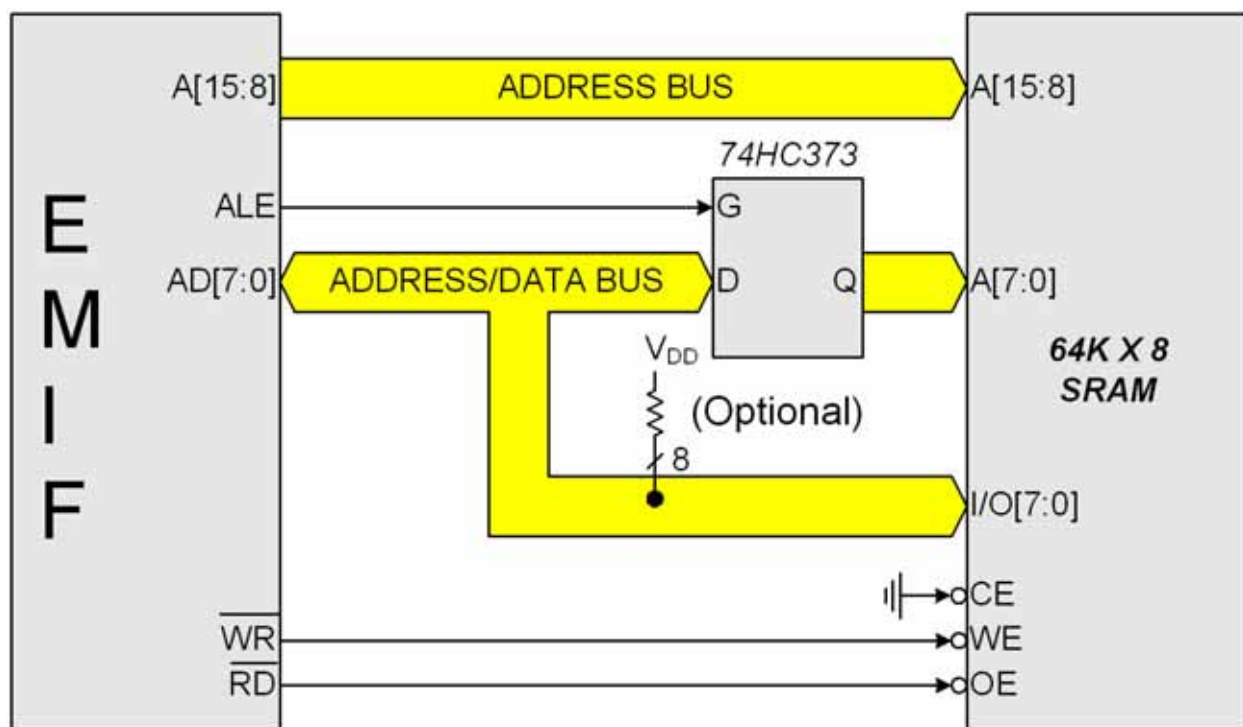 A[15:8]
ADDRESS BUS
A[15:8]
74HC373
ALE
G
E
M
I
F
AD[7:0]
ADDRESS/DATA BUS
D
Q
A[7:0]
VDD
(Optional)
8
64K X 8
SRAM
I/O[7:0]
CE
WR
WE
RD
OE